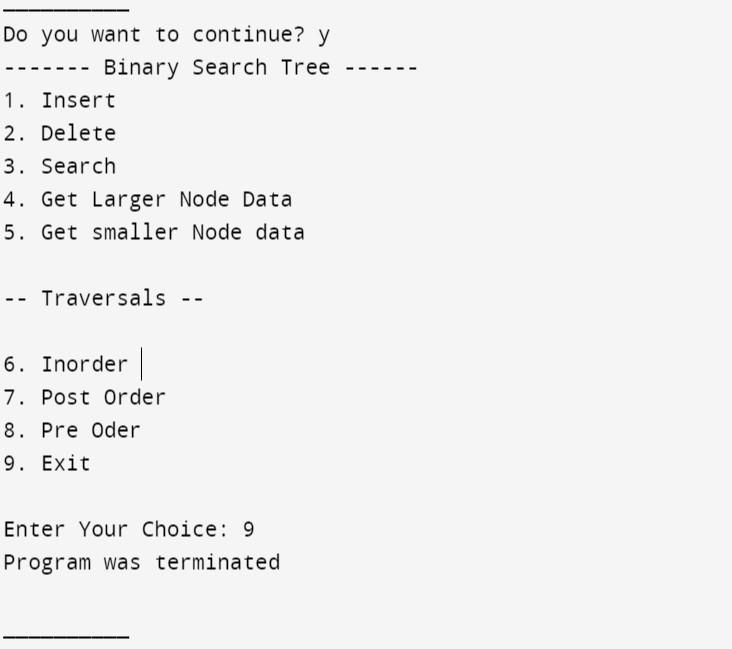 Do you want to continue? y
------- Binary Search Tree ------
1. Insert
2. Delete
3. Search
4. Get Larger Node Data
5. Get smaller Node data
-- Traversals --
6. Inorder
7. Post Order
8. Pre Oder
9. Exit
Enter Your Choice: 9
Program was terminated